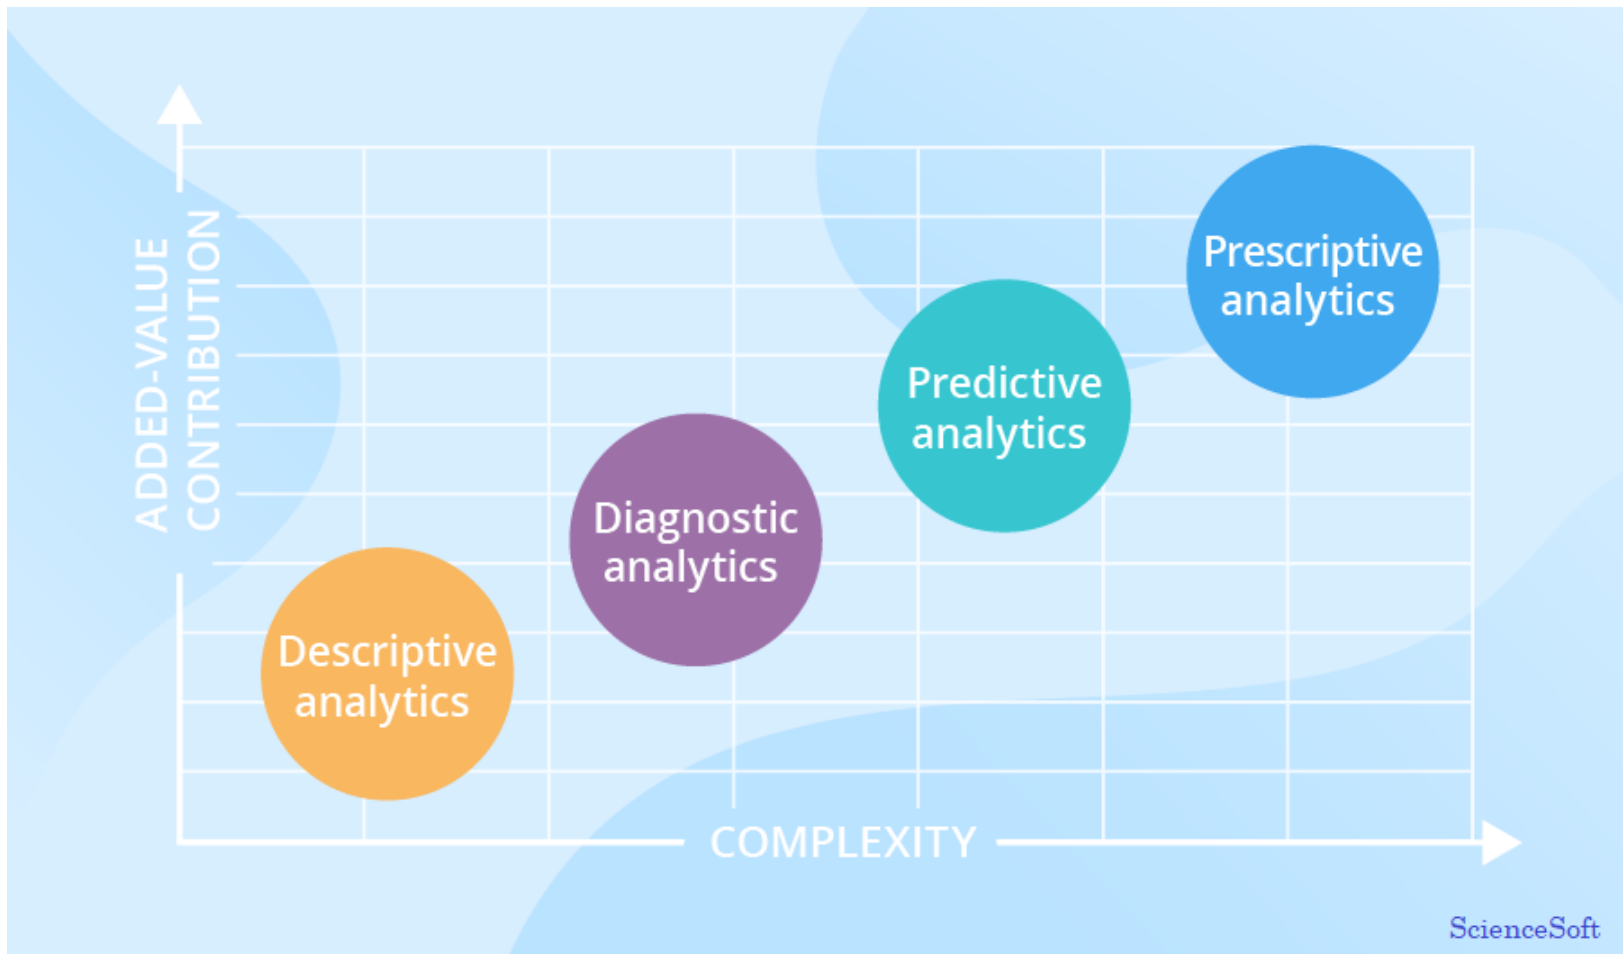 ADDED-VALUE
CONTRIBUTION
Prescriptive
analytics
Predictive
analytics
Diagnostic
analytics
Descriptive
analytics
COMPLEXITY
ScienceSoft